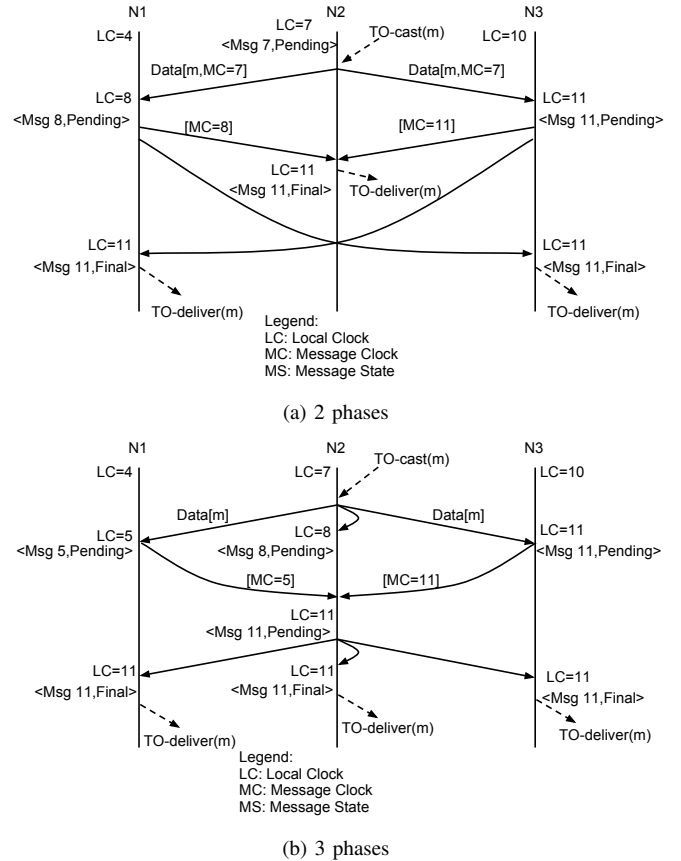 N1 N2 N3
LC=4 LC=7 LC=10
<Msg 7,Pending> TO-cast(m)
Data[m,MC=7] Data[m,MC=7]
LC=8 LC=11
<Msg 8,Pending> <Msg 11,Pending>
[MC=8] [MC=11]
LC=11
<Msg 11,Final> TO-deliver(m)
LC=11 LC=11
<Msg 11,Final> <Msg 11,Final>
TO-deliver(m) TO-deliver(m)
Legend:
LC: Local Clock
MC: Message Clock
MS: Message State
(a) 2 phases
N1 N2 N3
LC=4 LC=7 TO-cast(m) LC=10
Data[m] Data[m]
LC=5 LC=8 LC=11
<Msg 5,Pending> <Msg 8,Pending> <Msg 11,Pending>
[MC=5] [MC=11]
LC=11
<Msg 11,Pending>
LC=11 LC=11 LC=11
<Msg 11,Final> <Msg 11,Final> <Msg 11,Final>
TO-deliver(m) TO-deliver(m) TO-deliver(m)
Legend:
LC: Local Clock
MC: Message Clock
MS: Message State
(b) 3 phases